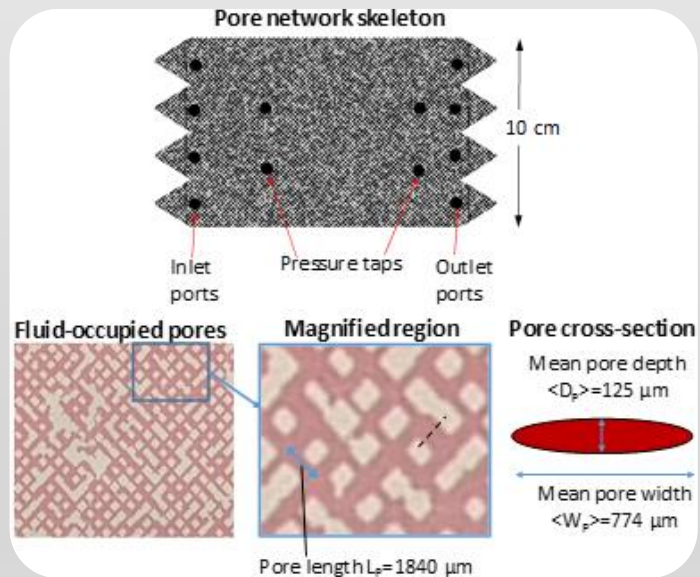 Pore network skeleton
10 cm
Inlet
ports
Pressure taps
Outlet
ports
Fluid-occupied pores
Magnified region
Pore cross-section
Mean pore depth
<Dₚ>=125 μm
Mean pore width
<Wₚ>=774 μm
Pore length Lₚ=1840 μm